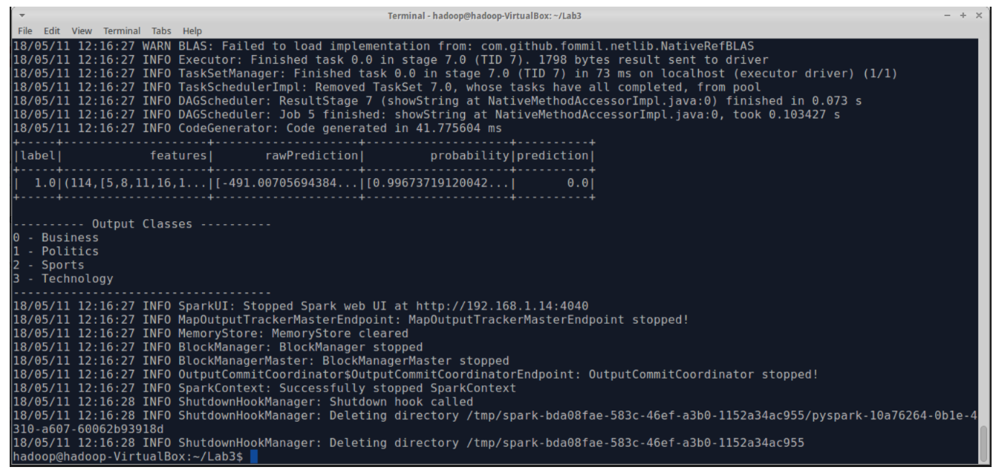 Terminal - hadoop@hadoop-VirtualBox: ~/Lab3
File Edit View Terminal Tabs Help
18/05/11 12:16:27 WARN BLAS: Failed to load implementation from: com.github.fommil.netlib.NativeRefBLAS
18/05/11 12:16:27 INFO Executor: Finished task 0.0 in stage 7.0 (TID 7). 1798 bytes result sent to driver
18/05/11 12:16:27 INFO TaskSetManager: Finished task 0.0 in stage 7.0 (TID 7) in 73 ms on localhost (executor driver) (1/1)
18/05/11 12:16:27 INFO TaskSchedulerImpl: Removed TaskSet 7.0, whose tasks have all completed, from pool
18/05/11 12:16:27 INFO DAGScheduler: ResultStage 7 (showString at NativeMethodAccessorImpl.java:0) finished in 0.073 s
18/05/11 12:16:27 INFO DAGScheduler: Job 5 finished: showString at NativeMethodAccessorImpl.java:0, took 0.103427 s
18/05/11 12:16:27 INFO CodeGenerator: Code generated in 41.775604 ms
+-----+--------------------+--------------------+--------------------+----------+
|label|            features|       rawPrediction|         probability|prediction|
+-----+--------------------+--------------------+--------------------+----------+
|  1.0|(114,[5,8,11,16,1...|[-491.00705694384...|[0.99673719120042...|       0.0|
+-----+--------------------+--------------------+--------------------+----------+
---------- Output Classes ----------
0 - Business
1 - Politics
2 - Sports
3 - Technology
------------------------------------
18/05/11 12:16:27 INFO SparkUI: Stopped Spark web UI at http://192.168.1.14:4040
18/05/11 12:16:27 INFO MapOutputTrackerMasterEndpoint: MapOutputTrackerMasterEndpoint stopped!
18/05/11 12:16:27 INFO MemoryStore: MemoryStore cleared
18/05/11 12:16:27 INFO BlockManager: BlockManager stopped
18/05/11 12:16:27 INFO BlockManagerMaster: BlockManagerMaster stopped
18/05/11 12:16:27 INFO OutputCommitCoordinator$OutputCommitCoordinatorEndpoint: OutputCommitCoordinator stopped!
18/05/11 12:16:27 INFO SparkContext: Successfully stopped SparkContext
18/05/11 12:16:28 INFO ShutdownHookManager: Shutdown hook called
18/05/11 12:16:28 INFO ShutdownHookManager: Deleting directory /tmp/spark-bda08fae-583c-46ef-a3b0-1152a34ac955/pyspark-10a76264-0b1e-4
310-a607-60062b93918d
18/05/11 12:16:28 INFO ShutdownHookManager: Deleting directory /tmp/spark-bda08fae-583c-46ef-a3b0-1152a34ac955
hadoop@hadoop-VirtualBox:~/Lab3$